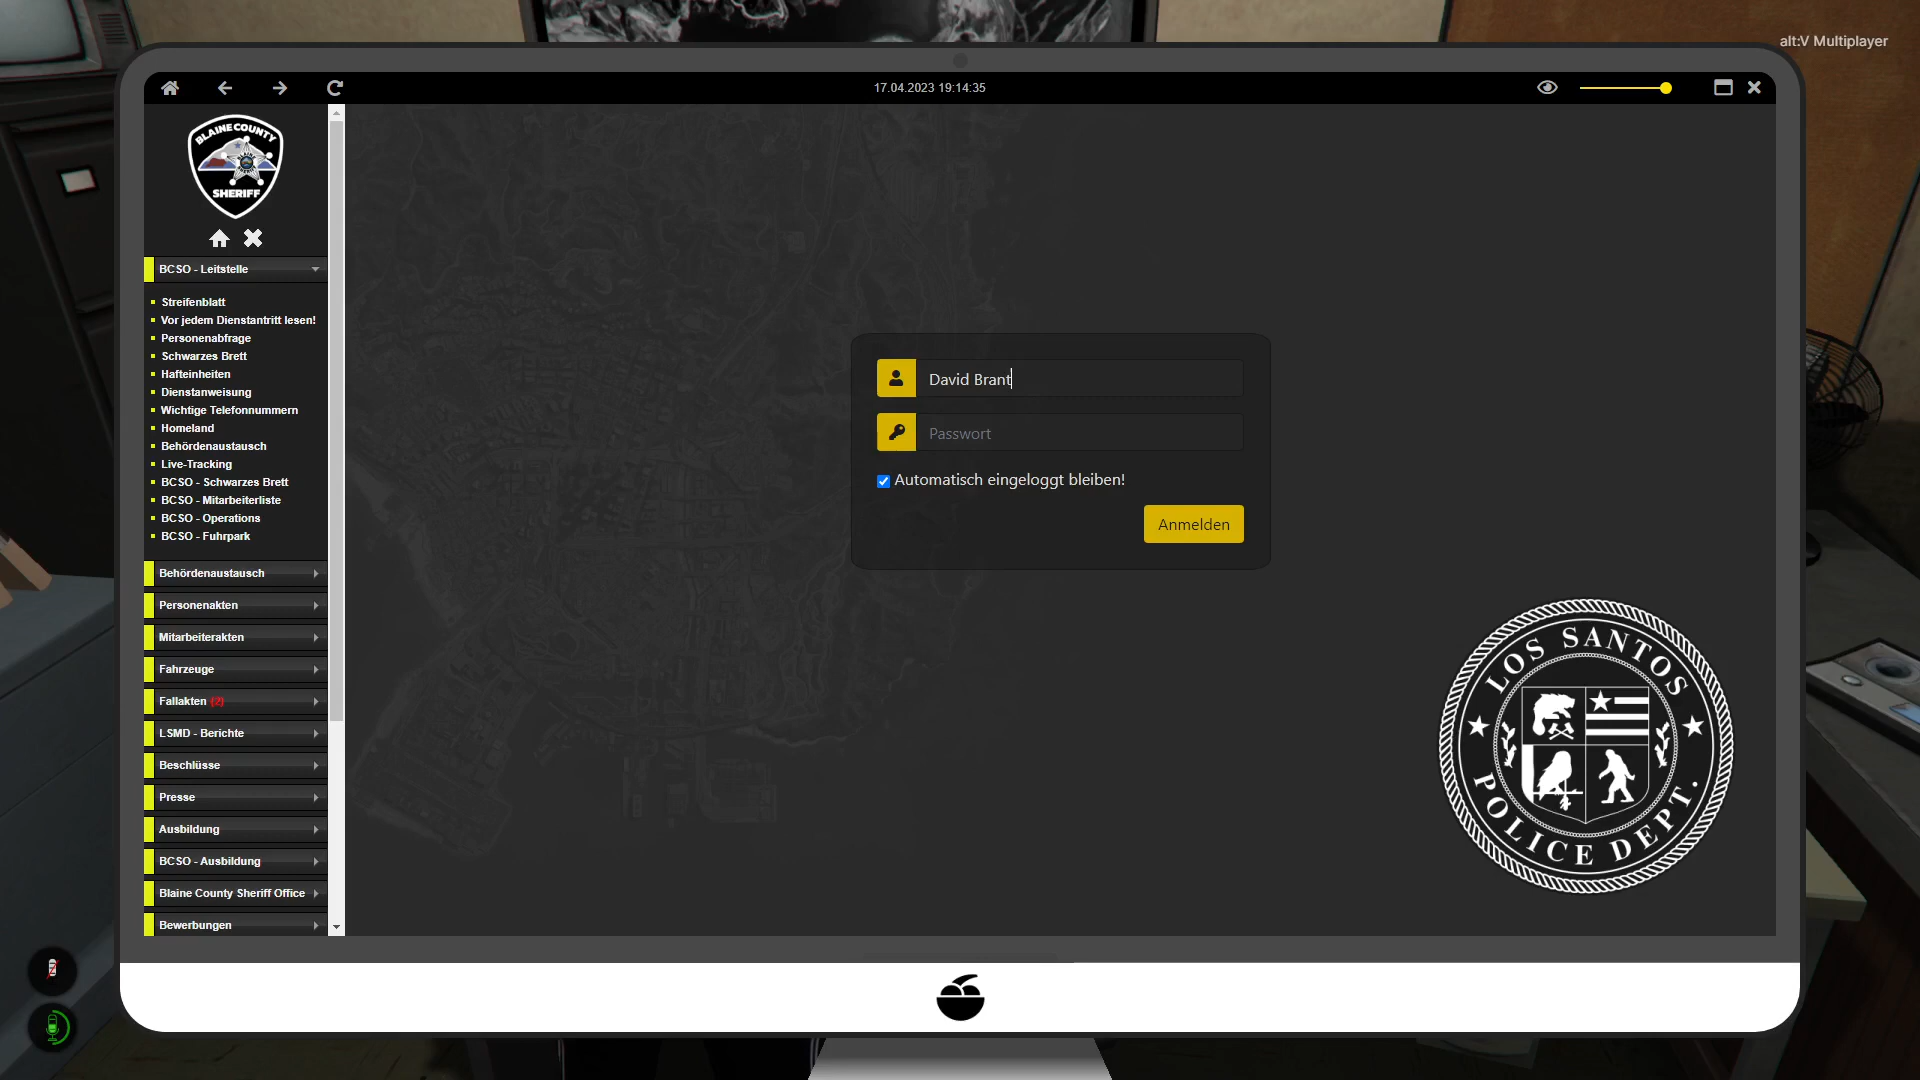 alt:V Multiplayer
17.04.2023 19:14:35
BLAINE COUNTY
SHERIFF
BCSO - Leitstelle
Streifenblatt
Vor jedem Dienstantritt lesen!
Personenabfrage
Schwarzes Brett
Hafteinheiten
Dienstanweisung
Wichtige Telefonnummern
Homeland
Behördenaustausch
Live-Tracking
BCSO - Schwarzes Brett
BCSO - Mitarbeiterliste
BCSO - Operations
BCSO - Fuhrpark
Behördenaustausch
Personenakten
Mitarbeiterakten
Fahrzeuge
Fallakten (2)
LSMD - Berichte
Beschlüsse
Presse
Ausbildung
BCSO - Ausbildung
Blaine County Sheriff Office
Bewerbungen
David Brant
Passwort
Automatisch eingeloggt bleiben!
Anmelden
LOS SANTOS
POLICE DEPT.